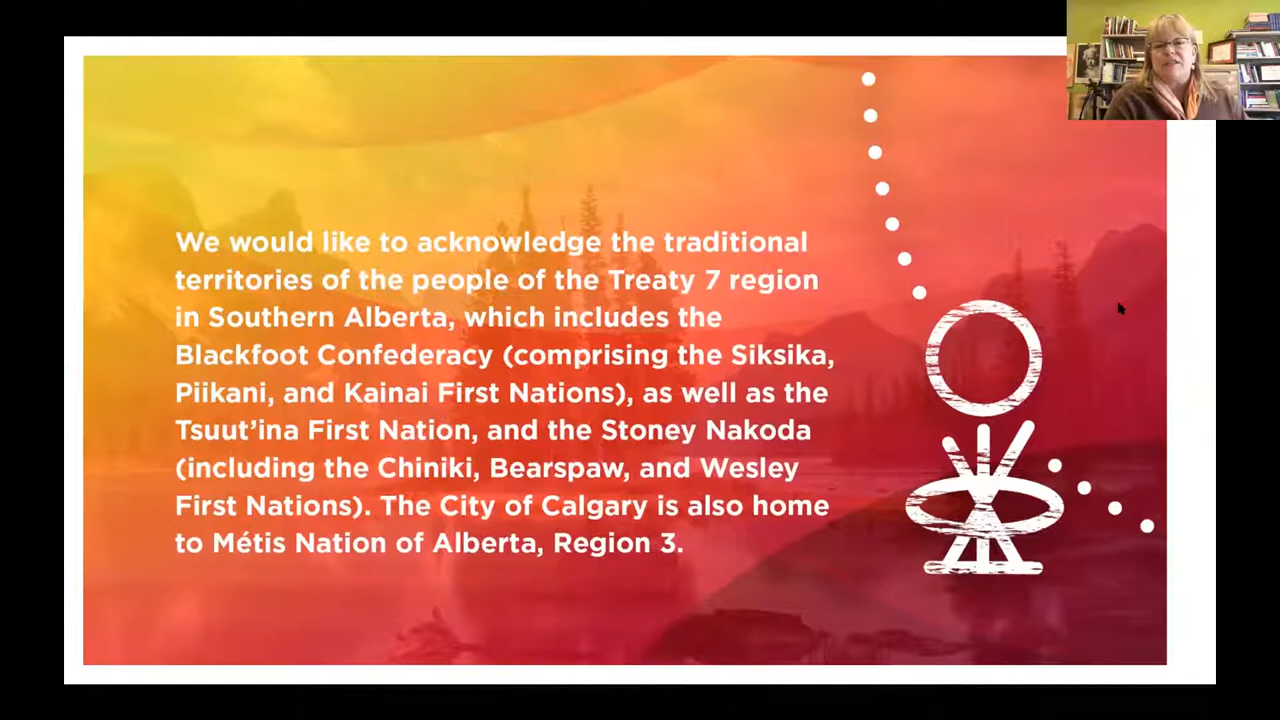 We would like to acknowledge the traditional
territories of the people of the Treaty 7 region
in Southern Alberta, which includes the
Blackfoot Confederacy (comprising the Siksika,
Piikani, and Kainai First Nations), as well as the
Tsuut’ina First Nation, and the Stoney Nakoda
(including the Chiniki, Bearspaw, and Wesley
First Nations). The City of Calgary is also home
to Métis Nation of Alberta, Region 3.